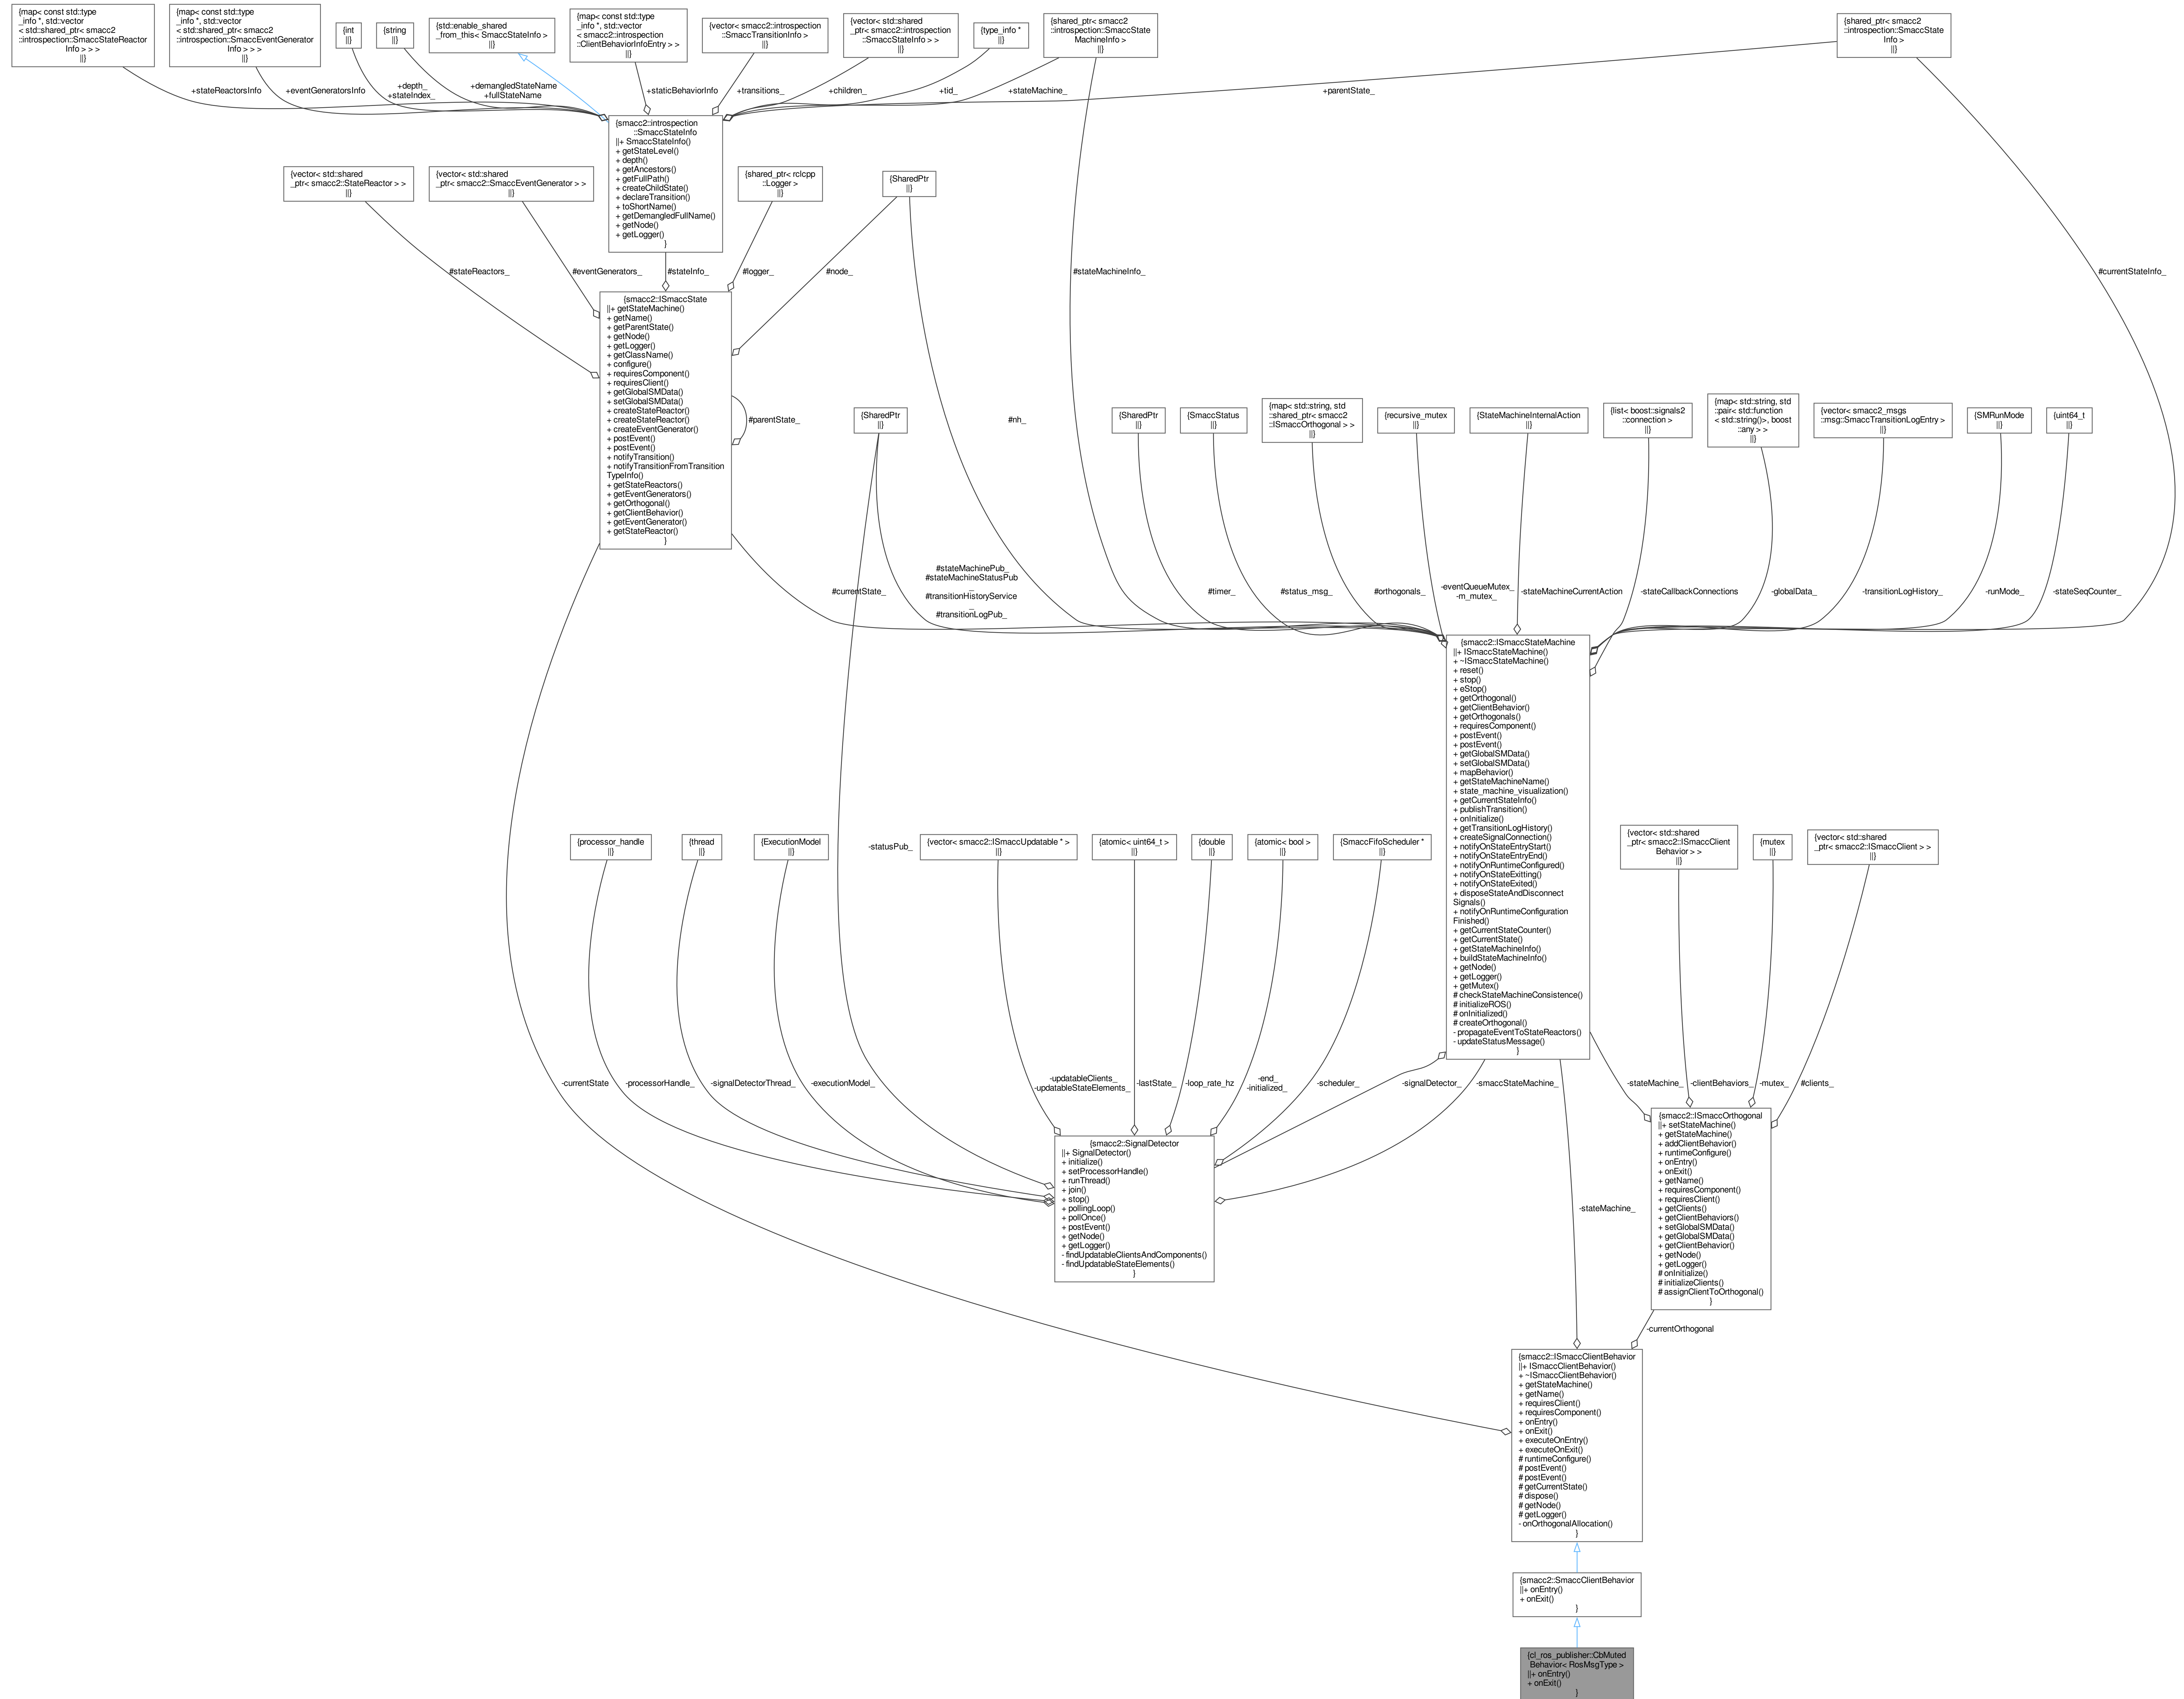 {map< const std::type
_info *, std::vector
< std::shared_ptr< smacc2
::introspection::SmaccStateReactor
Info > > >
||}
{map< const std::type
_info *, std::vector
< std::shared_ptr< smacc2
::introspection::SmaccEventGenerator
Info > > >
||}
{int
||}
{string
||}
{std::enable_shared
_from_this< SmaccStateInfo >
||}
{map< const std::type
_info *, std::vector
< smacc2::introspection
::ClientBehaviorInfoEntry > >
||}
{vector< smacc2::introspection
::SmaccTransitionInfo >
||}
{vector< std::shared
_ptr< smacc2::introspection
::SmaccStateInfo > >
||}
{type_info *
||}
{shared_ptr< smacc2
::introspection::SmaccState
MachineInfo >
||}
{shared_ptr< smacc2
::introspection::SmaccState
Info >
||}
+stateReactorsInfo
+eventGeneratorsInfo
+depth_
+stateIndex_
+demangledStateName
+fullStateName
+staticBehaviorInfo
+transitions_
+children_
+tid_
+stateMachine_
+parentState_
{smacc2::introspection
::SmaccStateInfo
||+ SmaccStateInfo()
+ getStateLevel()
+ depth()
+ getAncestors()
+ getFullPath()
+ createChildState()
+ declareTransition()
+ toShortName()
+ getDemangledFullName()
+ getNode()
+ getLogger()
}
{vector< std::shared
_ptr< smacc2::StateReactor > >
||}
{vector< std::shared
_ptr< smacc2::SmaccEventGenerator > >
||}
{shared_ptr< rclcpp
::Logger >
||}
{SharedPtr
||}
#stateReactors_
#eventGenerators_
#stateInfo_
#logger_
#node_
#stateMachineInfo_
#currentStateInfo_
{smacc2::ISmaccState
||+ getStateMachine()
+ getName()
+ getParentState()
+ getNode()
+ getLogger()
+ getClassName()
+ configure()
+ requiresComponent()
+ requiresClient()
+ getGlobalSMData()
+ setGlobalSMData()
+ createStateReactor()
+ createStateReactor()
+ createEventGenerator()
+ postEvent()
+ postEvent()
+ notifyTransition()
+ notifyTransitionFromTransition
TypeInfo()
+ getStateReactors()
+ getEventGenerators()
+ getOrthogonal()
+ getClientBehavior()
+ getEventGenerator()
+ getStateReactor()
}
#parentState_
{SharedPtr
||}
#nh_
{SharedPtr
||}
{SmaccStatus
||}
{map< std::string, std
::shared_ptr< smacc2
::ISmaccOrthogonal > >
||}
{recursive_mutex
||}
{StateMachineInternalAction
||}
{list< boost::signals2
::connection >
||}
{map< std::string, std
::pair< std::function
< std::string()>, boost
::any > >
||}
{vector< smacc2_msgs
::msg::SmaccTransitionLogEntry >
||}
{SMRunMode
||}
{uint64_t
||}
#currentState_
#stateMachinePub_
#stateMachineStatusPub
_
#transitionHistoryService
_
#transitionLogPub_
#timer_
#status_msg_
#orthogonals_
-eventQueueMutex_
-m_mutex_
-stateMachineCurrentAction
-stateCallbackConnections
-globalData_
-transitionLogHistory_
-runMode_
-stateSeqCounter_
{smacc2::ISmaccStateMachine
||+ ISmaccStateMachine()
+ ~ISmaccStateMachine()
+ reset()
+ stop()
+ eStop()
+ getOrthogonal()
+ getClientBehavior()
+ getOrthogonals()
+ requiresComponent()
+ postEvent()
+ postEvent()
+ getGlobalSMData()
+ setGlobalSMData()
+ mapBehavior()
+ getStateMachineName()
+ state_machine_visualization()
+ getCurrentStateInfo()
+ publishTransition()
+ onInitialize()
+ getTransitionLogHistory()
+ createSignalConnection()
+ notifyOnStateEntryStart()
+ notifyOnStateEntryEnd()
+ notifyOnRuntimeConfigured()
+ notifyOnStateExitting()
+ notifyOnStateExited()
+ disposeStateAndDisconnect
Signals()
+ notifyOnRuntimeConfiguration
Finished()
+ getCurrentStateCounter()
+ getCurrentState()
+ getStateMachineInfo()
+ buildStateMachineInfo()
+ getNode()
+ getLogger()
+ getMutex()
# checkStateMachineConsistence()
# initializeROS()
# onInitialized()
# createOrthogonal()
- propagateEventToStateReactors()
- updateStatusMessage()
}
{processor_handle
||}
{thread
||}
{ExecutionModel
||}
-statusPub_
{vector< smacc2::ISmaccUpdatable * >
||}
{atomic< uint64_t >
||}
{double
||}
{atomic< bool >
||}
{SmaccFifoScheduler *
||}
{vector< std::shared
_ptr< smacc2::ISmaccClient
Behavior > >
||}
{mutex
||}
{vector< std::shared
_ptr< smacc2::ISmaccClient > >
||}
-currentState
-processorHandle_
-signalDetectorThread_
-executionModel_
-updatableClients_
-updatableStateElements_
-lastState_
-loop_rate_hz
-end_
-initialized_
-scheduler_
-signalDetector_
-smaccStateMachine_
-stateMachine_
-clientBehaviors_
-mutex_
#clients_
{smacc2::SignalDetector
||+ SignalDetector()
+ initialize()
+ setProcessorHandle()
+ runThread()
+ join()
+ stop()
+ pollingLoop()
+ pollOnce()
+ postEvent()
+ getNode()
+ getLogger()
- findUpdatableClientsAndComponents()
- findUpdatableStateElements()
}
{smacc2::ISmaccOrthogonal
||+ setStateMachine()
+ getStateMachine()
+ addClientBehavior()
+ runtimeConfigure()
+ onEntry()
+ onExit()
+ getName()
+ requiresComponent()
+ requiresClient()
+ getClients()
+ getClientBehaviors()
+ setGlobalSMData()
+ getGlobalSMData()
+ getClientBehavior()
+ getNode()
+ getLogger()
# onInitialize()
# initializeClients()
# assignClientToOrthogonal()
}
-stateMachine_
-currentOrthogonal
{smacc2::ISmaccClientBehavior
||+ ISmaccClientBehavior()
+ ~ISmaccClientBehavior()
+ getStateMachine()
+ getName()
+ requiresClient()
+ requiresComponent()
+ onEntry()
+ onExit()
+ executeOnEntry()
+ executeOnExit()
# runtimeConfigure()
# postEvent()
# postEvent()
# getCurrentState()
# dispose()
# getNode()
# getLogger()
- onOrthogonalAllocation()
}
{smacc2::SmaccClientBehavior
||+ onEntry()
+ onExit()
}
{cl_ros_publisher::CbMuted
Behavior< RosMsgType >
||+ onEntry()
+ onExit()
}